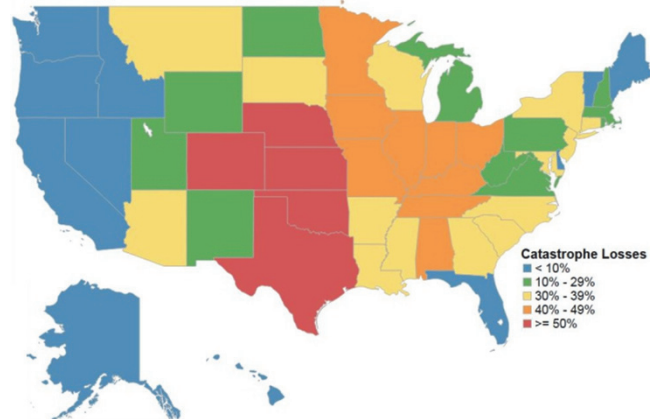 Catastrophe Losses
< 10%
10% - 29%
30% - 39%
40% - 49%
>= 50%